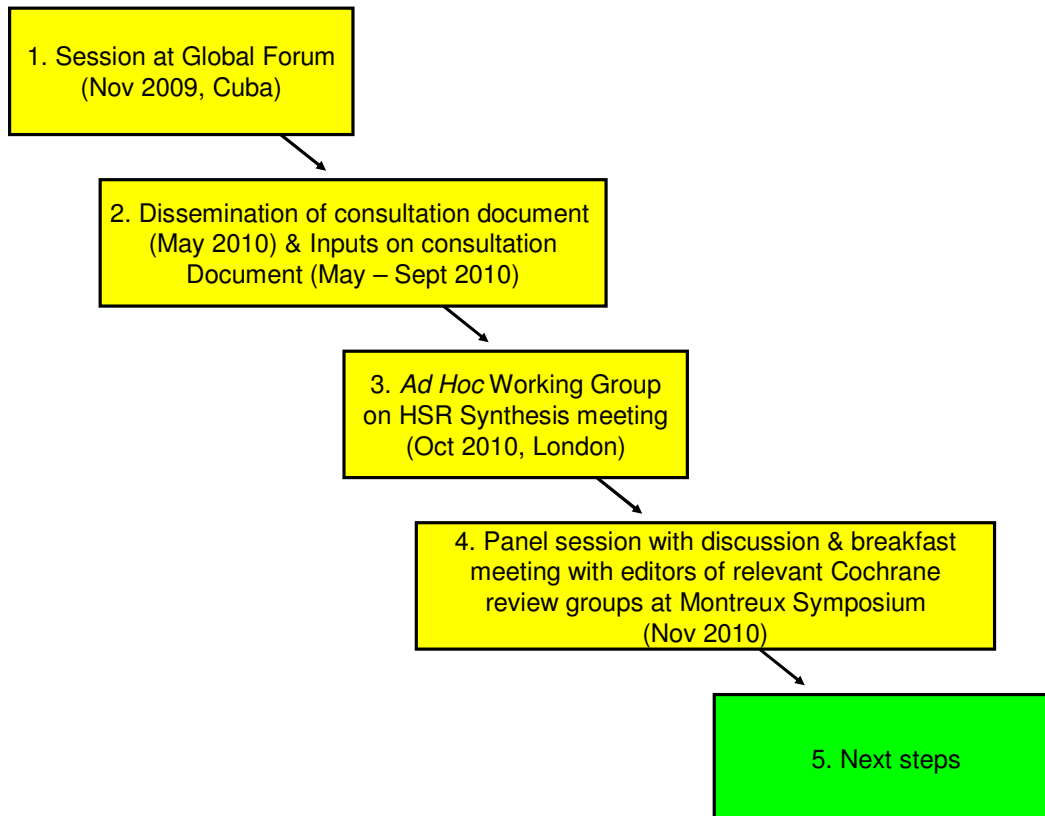 1. Session at Global Forum
(Nov 2009, Cuba)
2. Dissemination of consultation document
(May 2010) & Inputs on consultation
Document (May – Sept 2010)
3. Ad Hoc Working Group
on HSR Synthesis meeting
(Oct 2010, London)
4. Panel session with discussion & breakfast
meeting with editors of relevant Cochrane
review groups at Montreux Symposium
(Nov 2010)
5. Next steps